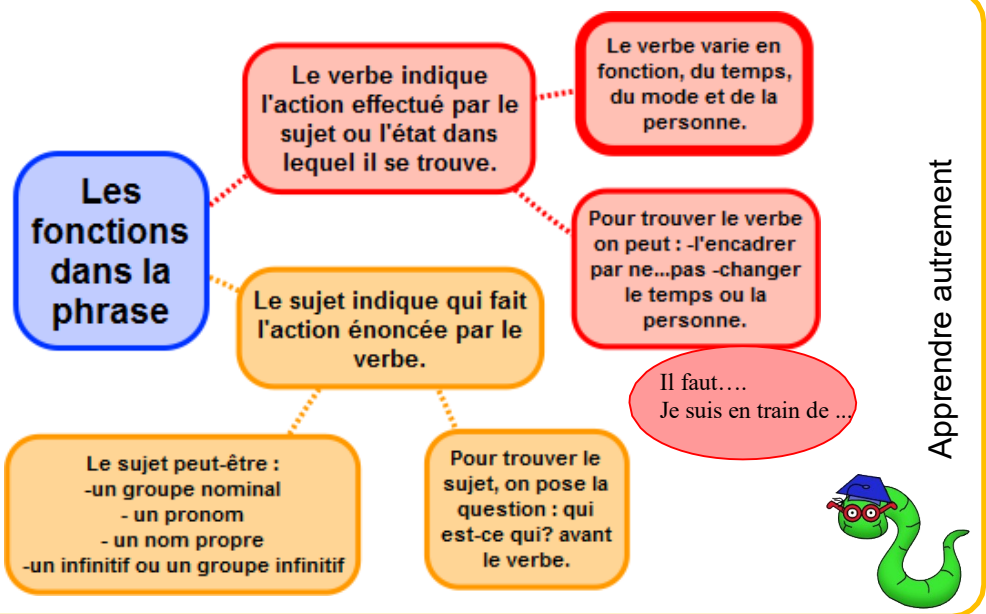 Les
fonctions
dans la
phrase
Le verbe indique
l'action effectué par le
sujet ou l'état dans
lequel il se trouve.
Le verbe varie en
fonction, du temps,
du mode et de la
personne.
Pour trouver le verbe
on peut : -l'encadrer
par ne...pas -changer
le temps ou la
personne.
Il faut….
Je suis en train de ...
Le sujet indique qui fait
l'action énoncée par le
verbe.
Le sujet peut-être :
-un groupe nominal
- un pronom
- un nom propre
-un infinitif ou un groupe infinitif
Pour trouver le
sujet, on pose la
question : qui
est-ce qui? avant
le verbe.
Apprendre autrement